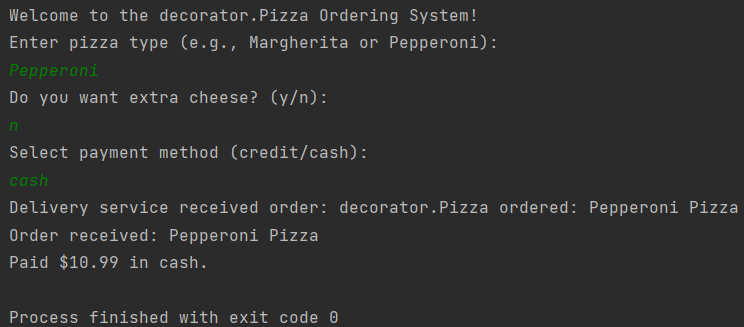 Welcome to the decorator.Pizza Ordering System!
Enter pizza type (e.g., Margherita or Pepperoni):
Pepperoni
Do you want extra cheese? (y/n):
n
Select payment method (credit/cash):
cash
Delivery service received order: decorator.Pizza ordered: Pepperoni Pizza
Order received: Pepperoni Pizza
Paid $10.99 in cash.
Process finished with exit code 0